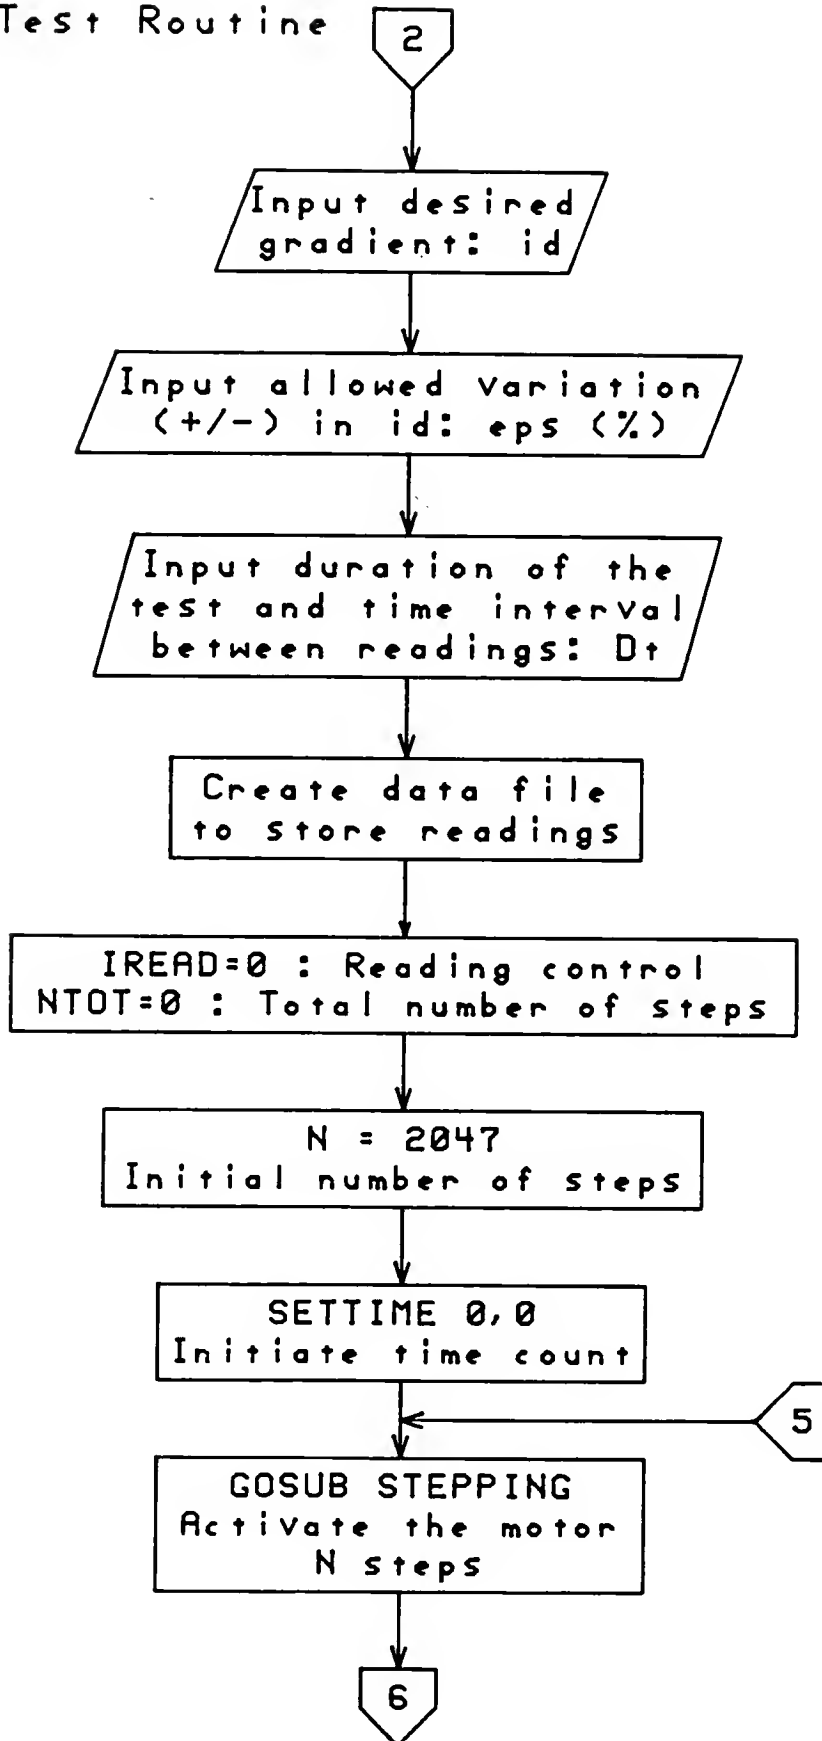 Test Routine
2
Input desired
gradient: id
Input allowed variation
(+/-) in id: eps (%)
Input duration of the
test and time interval
between readings: Dt
Create data file
to store readings
IREAD=0 : Reading control
NTOT=0 : Total number of steps
N = 2047
Initial number of steps
SETTIME 0,0
Initiate time count
5
GOSUB STEPPING
Activate the motor
N steps
6